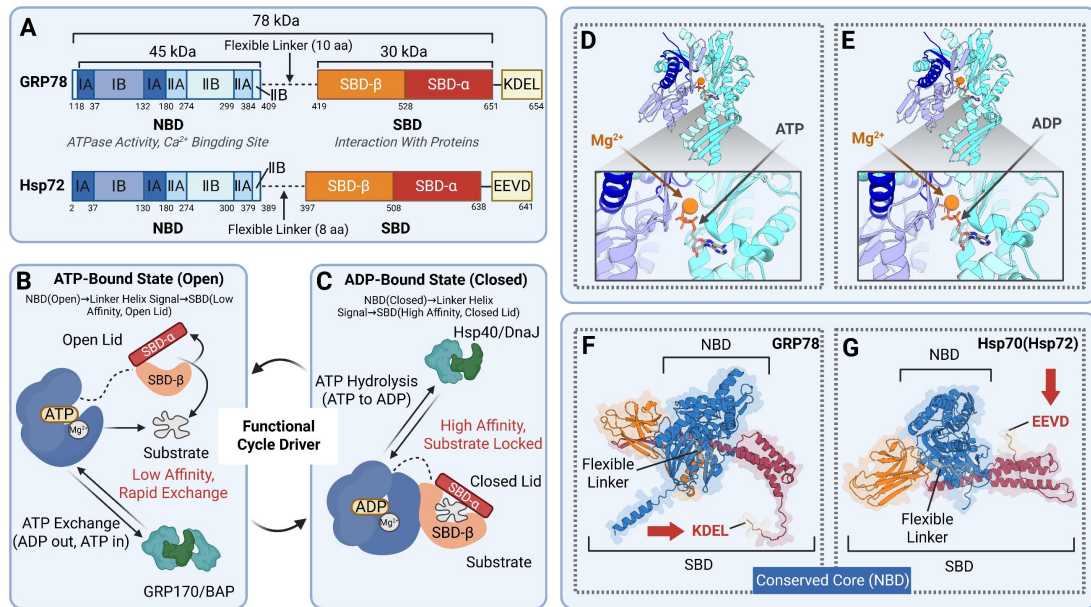 A
78 kDa
45 kDa
Flexible Linker (10 aa)
30 kDa
GRP78
IA
IB
IA
IIA
IIB
IIA
IIB
SBD-β
SBD-α
KDEL
1 18 37 132 180 274 299 384 409 419 528 651 654
NBD
SBD
ATPase Activity, Ca²⁺ Bingding Site
Interaction With Proteins
Hsp72
IA
IB
IA
IIA
IIB
IIA
IIB
SBD-β
SBD-α
EEVD
2 37 130 180 274 300 379 389 397 508 638 641
NBD
Flexible Linker (8 aa)
SBD
B
ATP-Bound State (Open)
NBD(Open)→Linker Helix Signal→SBD(Low
Affinity, Open Lid)
Open Lid
SBD-α
SBD-β
ATP
Mg²⁺
Substrate
Low Affinity,
Rapid Exchange
ATP Exchange
(ADP out, ATP in)
GRP170/BAP
Functional
Cycle Driver
C
ADP-Bound State (Closed)
NBD(Closed)→Linker Helix
Signal→SBD(High Affinity, Closed Lid)
Hsp40/DnaJ
ATP Hydrolysis
(ATP to ADP)
High Affinity,
Substrate Locked
Closed Lid
SBD-α
SBD-β
ADP
Mg²⁺
Substrate
D
Mg²⁺
ATP
E
Mg²⁺
ADP
F
NBD
GRP78
Flexible
Linker
KDEL
SBD
G
Hsp70(Hsp72)
NBD
EEVD
Flexible
Linker
SBD
Conserved Core (NBD)